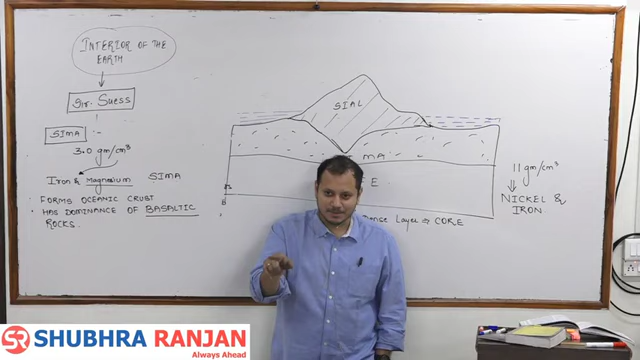 INTERIOR OF THE
EARTH
Sir. Suess
SIMA
3.0 gm/cm³
Iron & Magnesium SIMA
FORMS OCEANIC CRUST
• HAS DOMINANCE OF BASALTIC
ROCKS.
SIAL
MA
E
Dense Layer ⇒ CORE
11 gm/cm³
NICKEL &
IRON
SR SHUBHRA RANJAN
Always Ahead